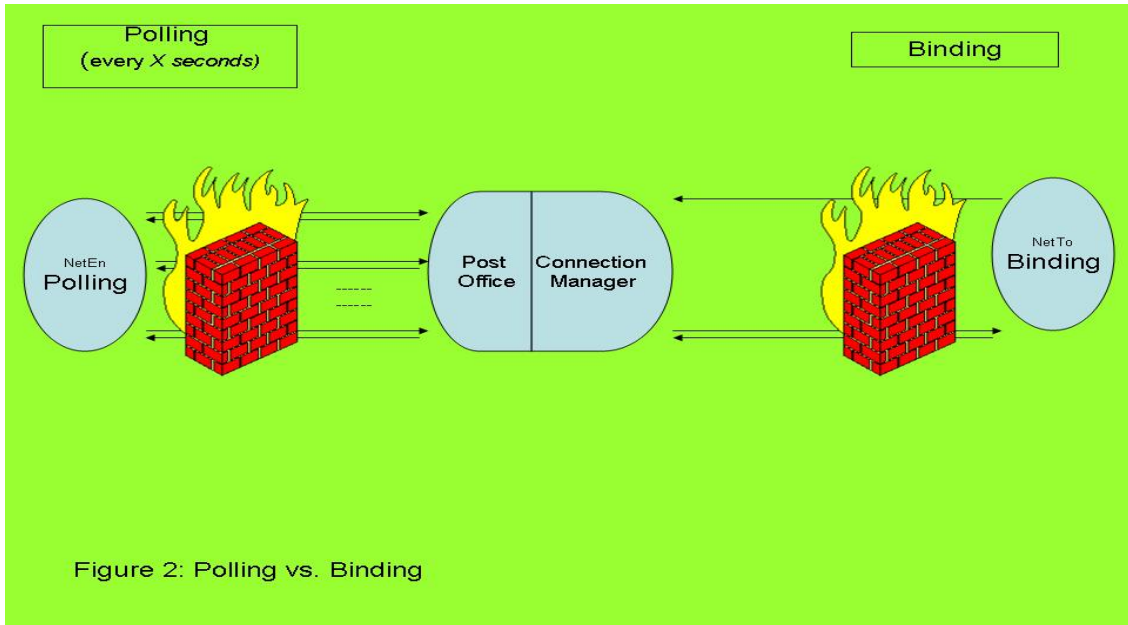 Polling
(every X seconds)
Binding
NetEn
Polling
Post
Office
Connection
Manager
NetTo
Binding
------
------
Figure 2: Polling vs. Binding